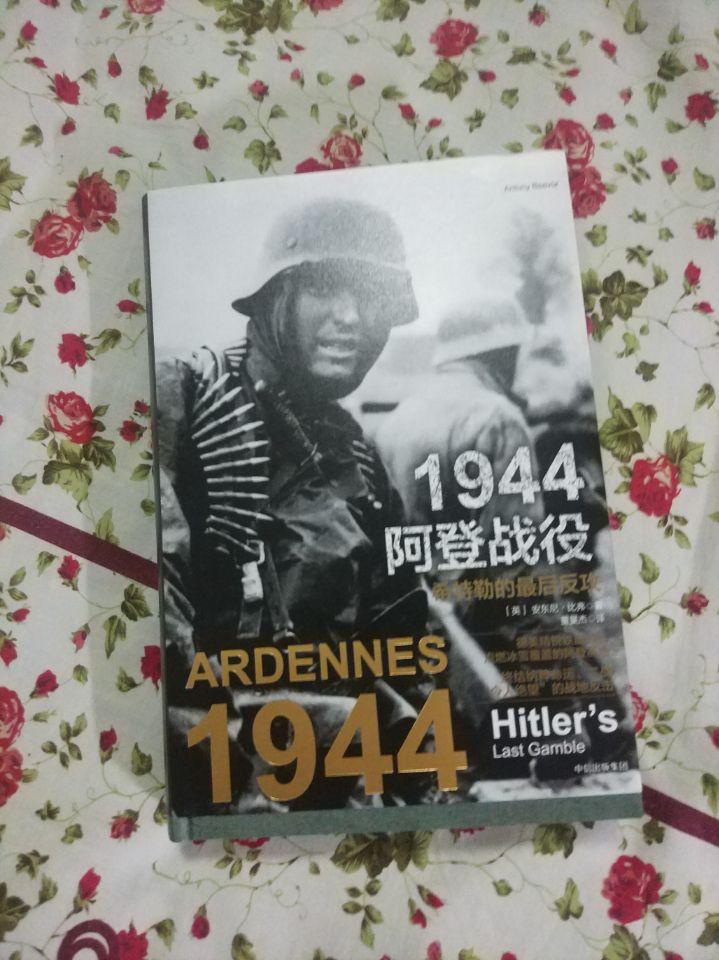 Antony Beevor
1944
阿登战役
希特勒的最后反攻
[英] 安东尼·比弗 著
董旻杰 译
ARDENNES
1944
Hitler's
Last Gamble
中信出版集团